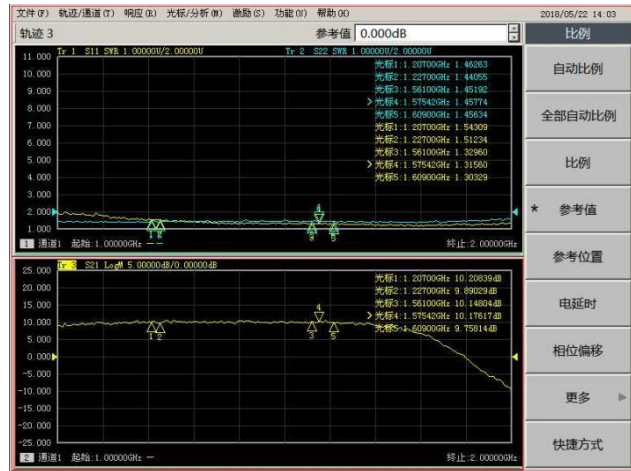 文件(F) 轨迹/通道(T) 响应(R) 光标/分析(M) 激励(S) 功能(U) 帮助(H) 2018/05/22 14:03
轨迹 3 参考值 0.000dB
比例
Tr 1 S11 SWR 1.00000U/2.00000U Tr 2 S22 SWR 1.00000U/2.00000U
11.000
10.000
9.000
8.000
7.000
6.000
5.000
4.000
3.000
2.000
1.000
光标1:1.20700GHz 1.46263
光标2:1.22700GHz 1.44055
光标3:1.56100GHz 1.45192
>光标4:1.57542GHz 1.45774
光标5:1.60900GHz 1.45634
光标1:1.20700GHz 1.54309
光标2:1.22700GHz 1.51234
光标3:1.56100GHz 1.32960
>光标4:1.57542GHz 1.31560
光标5:1.60900GHz 1.30329
4
1 2 3 5
1 通道1 起始:1.00000GHz — — 终止:2.00000GHz
Tr 3 S21 LogM 5.00000dB/0.00000dB
25.000
20.000
15.000
10.000
5.000
0.000
-5.000
-10.000
-15.000
-20.000
-25.000
光标1:1.20700GHz 10.20839dB
光标2:1.22700GHz 9.89029dB
光标3:1.56100GHz 10.14804dB
>光标4:1.57542GHz 10.17617dB
光标5:1.60900GHz 9.75814dB
4
1 2 3 5
2 通道1 起始:1.00000GHz — 终止:2.00000GHz
自动比例
全部自动比例
比例
* 参考值
参考位置
电延时
相位偏移
更多
快捷方式